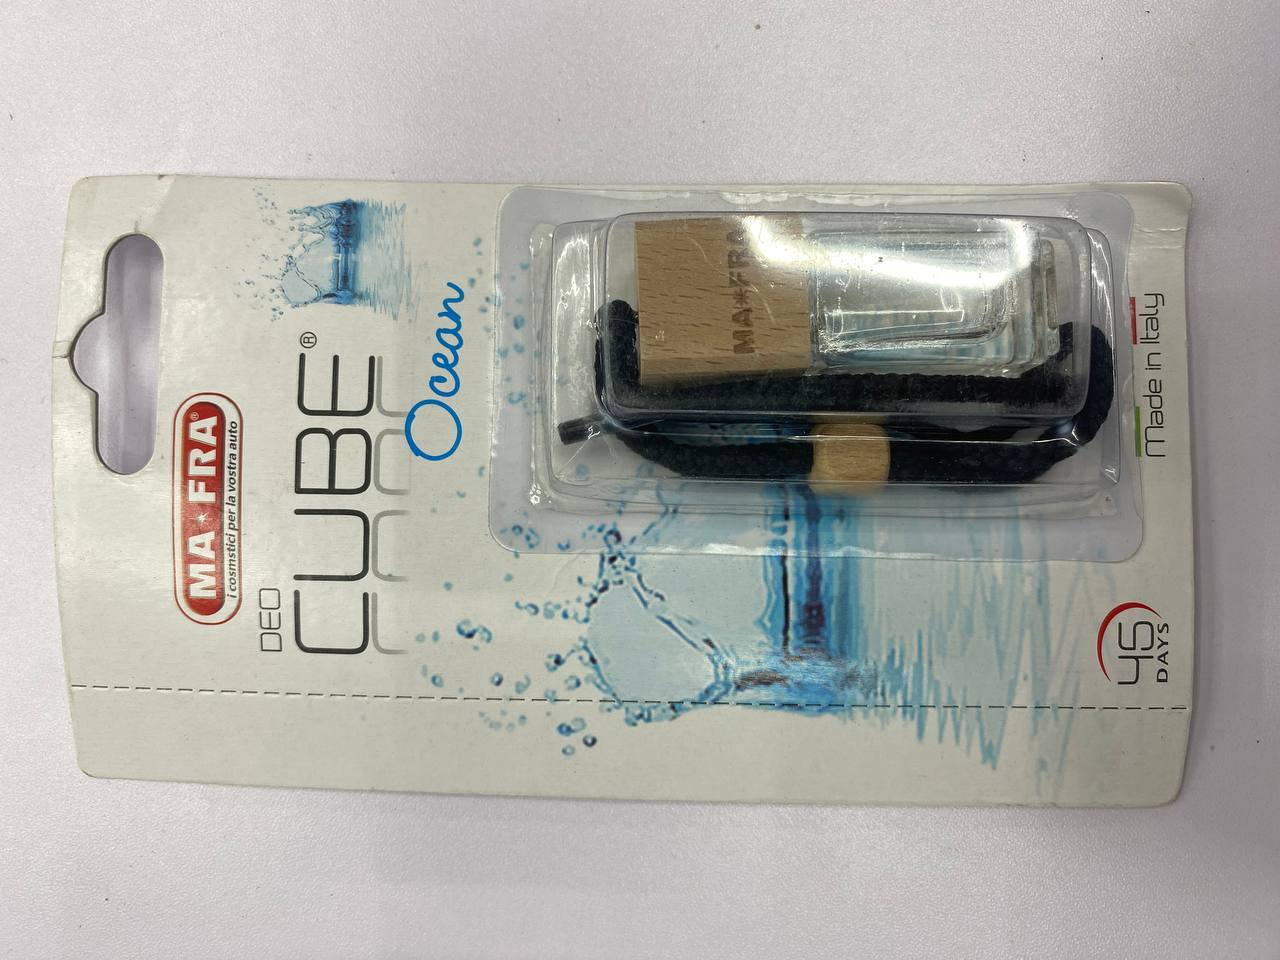 MA★FRA®
i cosmstici per la vostra auto
DEO
CUBE®
Ocean
MA★FRA
Made in Italy
45
DAYS